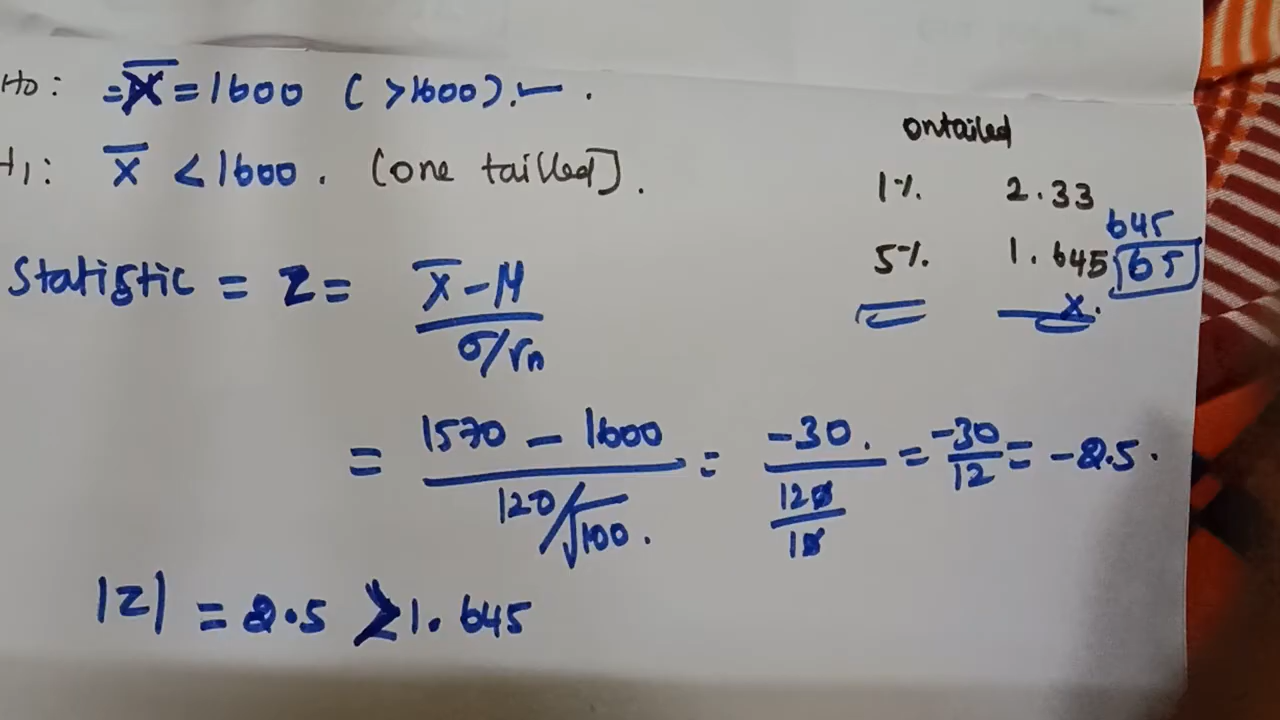 H0: = X̅ = 1600 ( >1600). — .
H1: X̅ < 1600. (one tailled).
ontailed
1% 2.33
645
5% 1.645 65
x.
Statistic = Z = X̅ - M / σ/√n
= 1570 - 1600 / 120/√100. = -30. / 120/10 = -30/12 = -2.5.
|Z| = 2.5 > 1.645